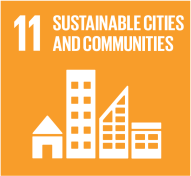 11 SUSTAINABLE CITIES
AND COMMUNITIES